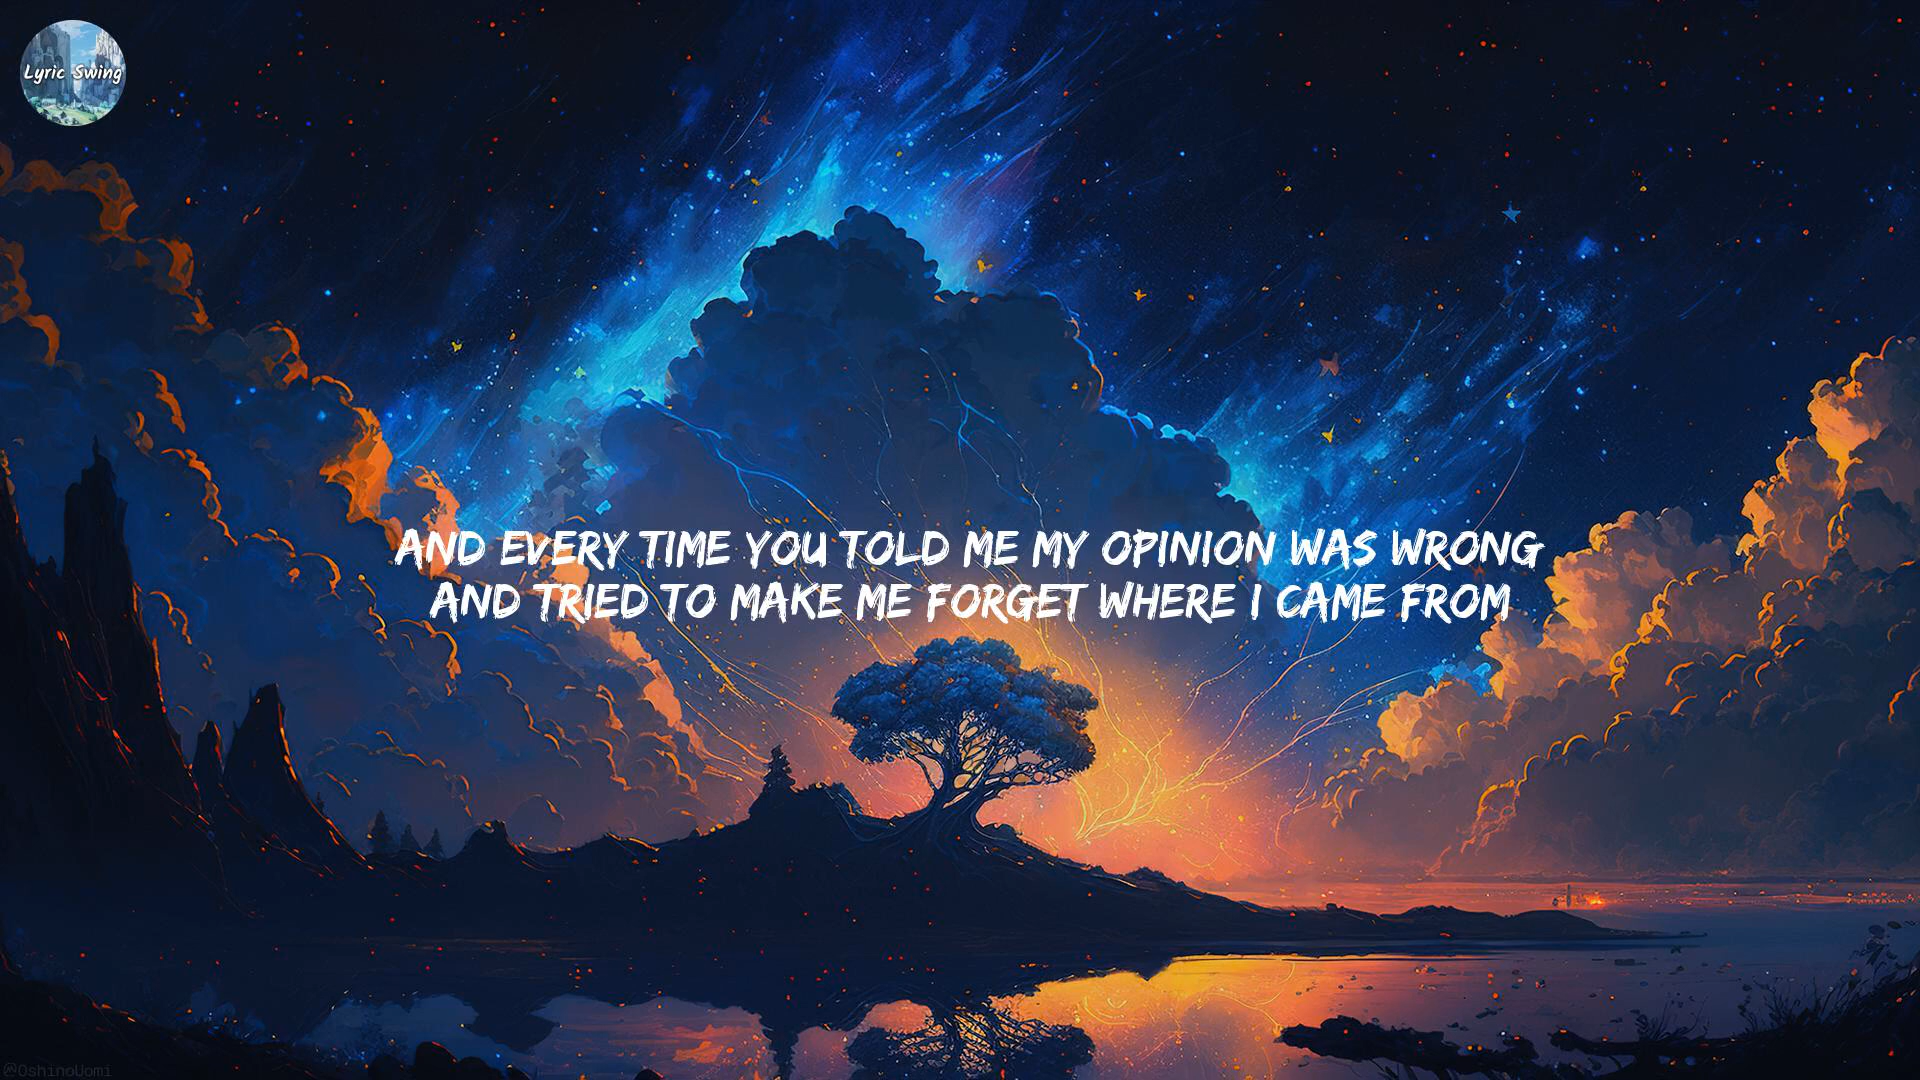 Lyric Swing
AND EVERY TIME YOU TOLD ME MY OPINION WAS WRONG
AND TRIED TO MAKE ME FORGET WHERE I CAME FROM
@OshinoUomi